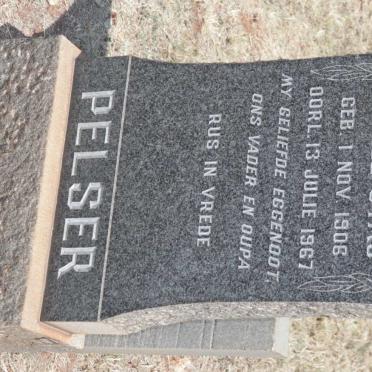 GEB. 1 NOV 1908
OORL. 13 JULIE 1967
MY GELIEFDE EGGENOOT,
ONS VADER EN OUPA
RUS IN VREDE
PELSER